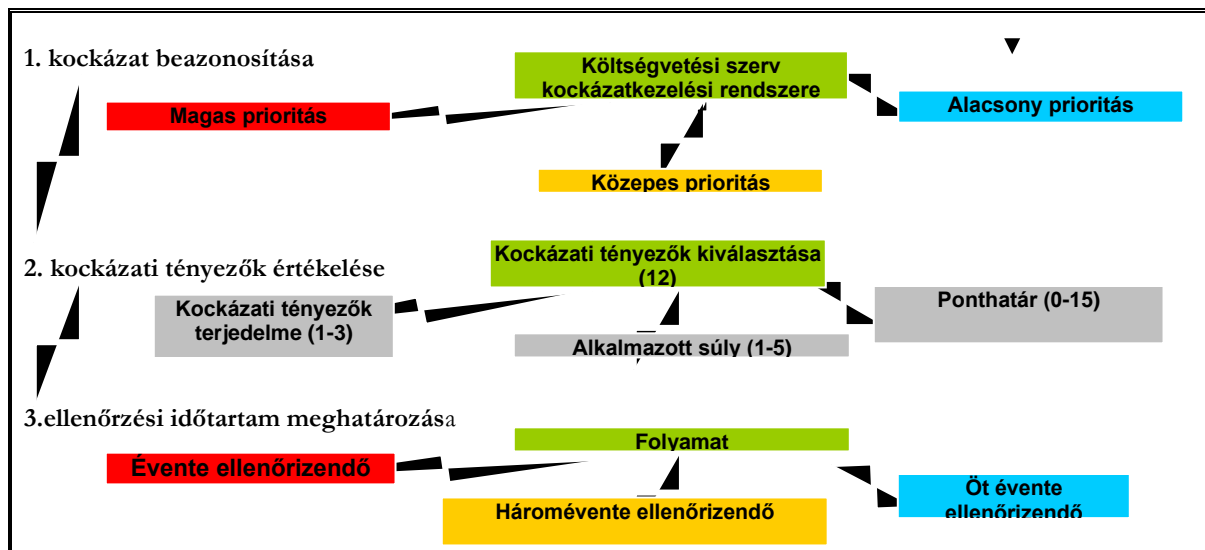 1. kockázat beazonosítása
Költségvetési szerv
kockázatkezelési rendszere
Magas prioritás
Alacsony prioritás
Közepes prioritás
2. kockázati tényezők értékelése
Kockázati tényezők kiválasztása
(12)
Kockázati tényezők
terjedelme (1-3)
Ponthatár (0-15)
Alkalmazott súly (1-5)
3.ellenőrzési időtartam meghatározása
Folyamat
Évente ellenőrizendő
Háromévente ellenőrizendő
Öt évente
ellenőrizendő